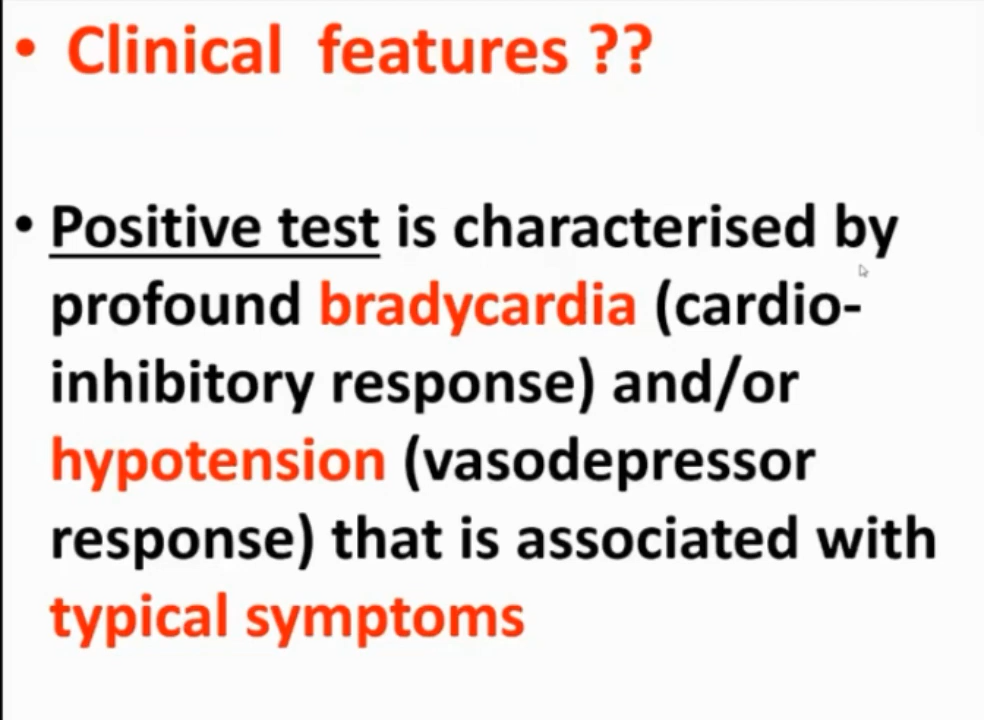 • Clinical features ??
• Positive test is characterised by
profound bradycardia (cardio-
inhibitory response) and/or
hypotension (vasodepressor
response) that is associated with
typical symptoms